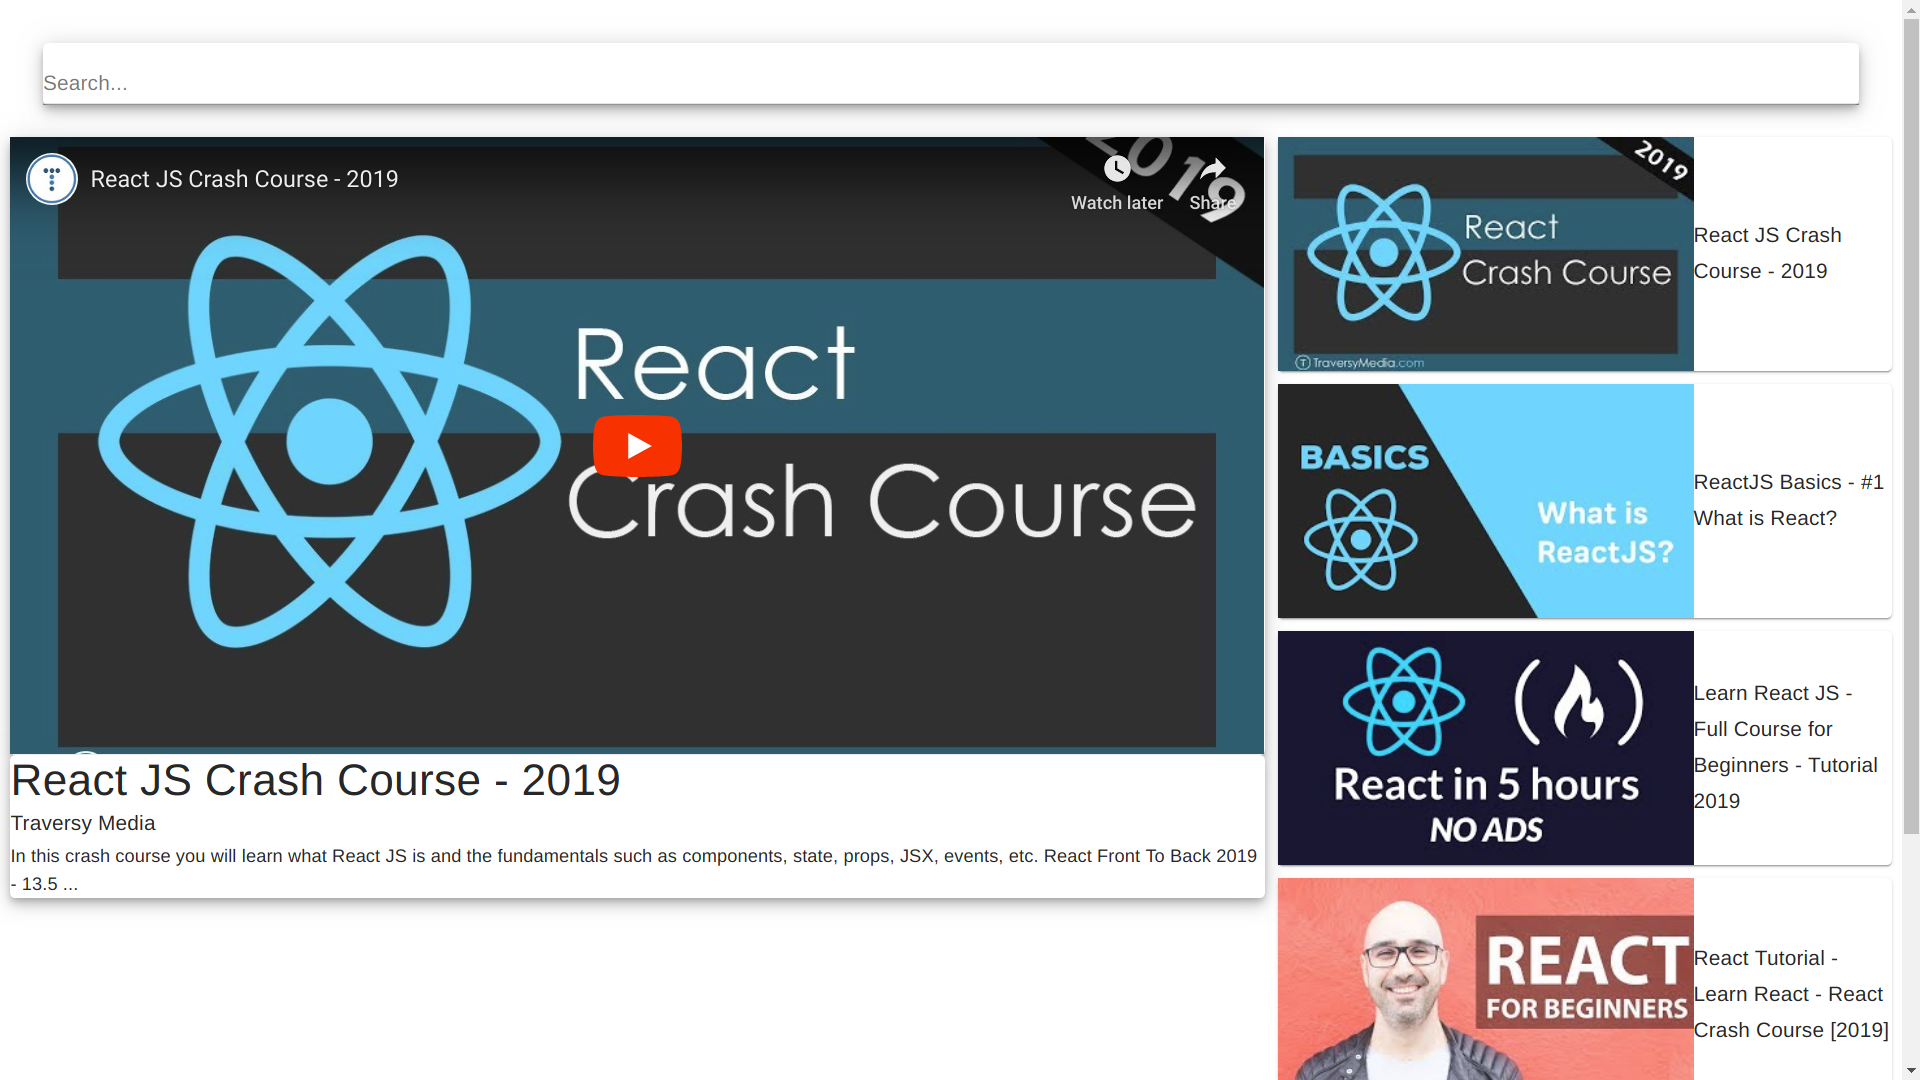 Search...
React JS Crash Course - 2019
2019
Watch later
Share
React
Crash Course
React JS Crash Course - 2019
Traversy Media
In this crash course you will learn what React JS is and the fundamentals such as components, state, props, JSX, events, etc. React Front To Back 2019
- 13.5 ...
2019
React
Crash Course
TraversyMedia.com
React JS Crash
Course - 2019
BASICS
What is
ReactJS?
ReactJS Basics - #1
What is React?
React in 5 hours
NO ADS
Learn React JS -
Full Course for
Beginners - Tutorial
2019
REACT
FOR BEGINNERS
React Tutorial -
Learn React - React
Crash Course [2019]